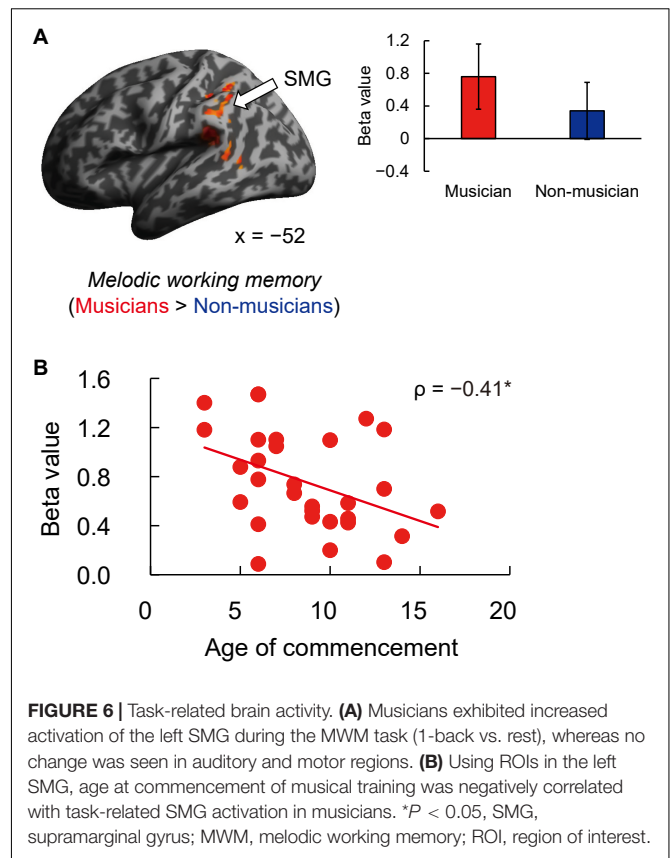 A
SMG
x = −52
Melodic working memory
(Musicians > Non-musicians)
1.2
0.8
0.4
0
−0.4
Beta value
Musician Non-musician
B
1.6
1.2
0.8
0.4
0.0
Beta value
ρ = −0.41*
0 5 10 15 20
Age of commencement
FIGURE 6 | Task-related brain activity. (A) Musicians exhibited increased
activation of the left SMG during the MWM task (1-back vs. rest), whereas no
change was seen in auditory and motor regions. (B) Using ROIs in the left
SMG, age at commencement of musical training was negatively correlated
with task-related SMG activation in musicians. *P < 0.05, SMG,
supramarginal gyrus; MWM, melodic working memory; ROI, region of interest.